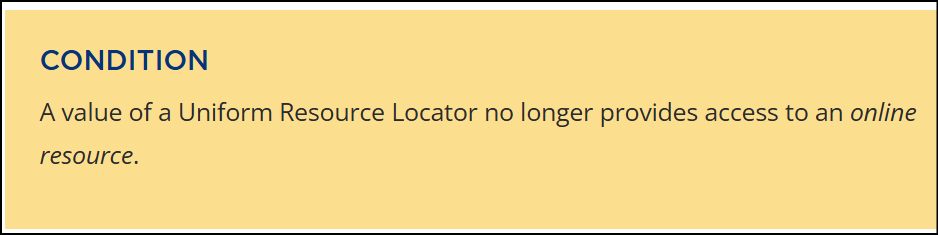 CONDITION
A value of a Uniform Resource Locator no longer provides access to an online
resource.